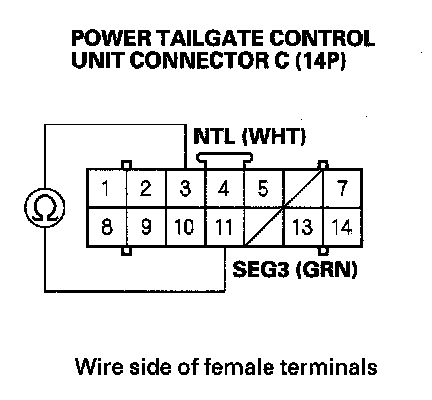 POWER TAILGATE CONTROL
UNIT CONNECTOR C (14P)
NTL (WHT)
1 2 3 4 5 7
Ω
8 9 10 11 13 14
SEG3 (GRN)
Wire side of female terminals